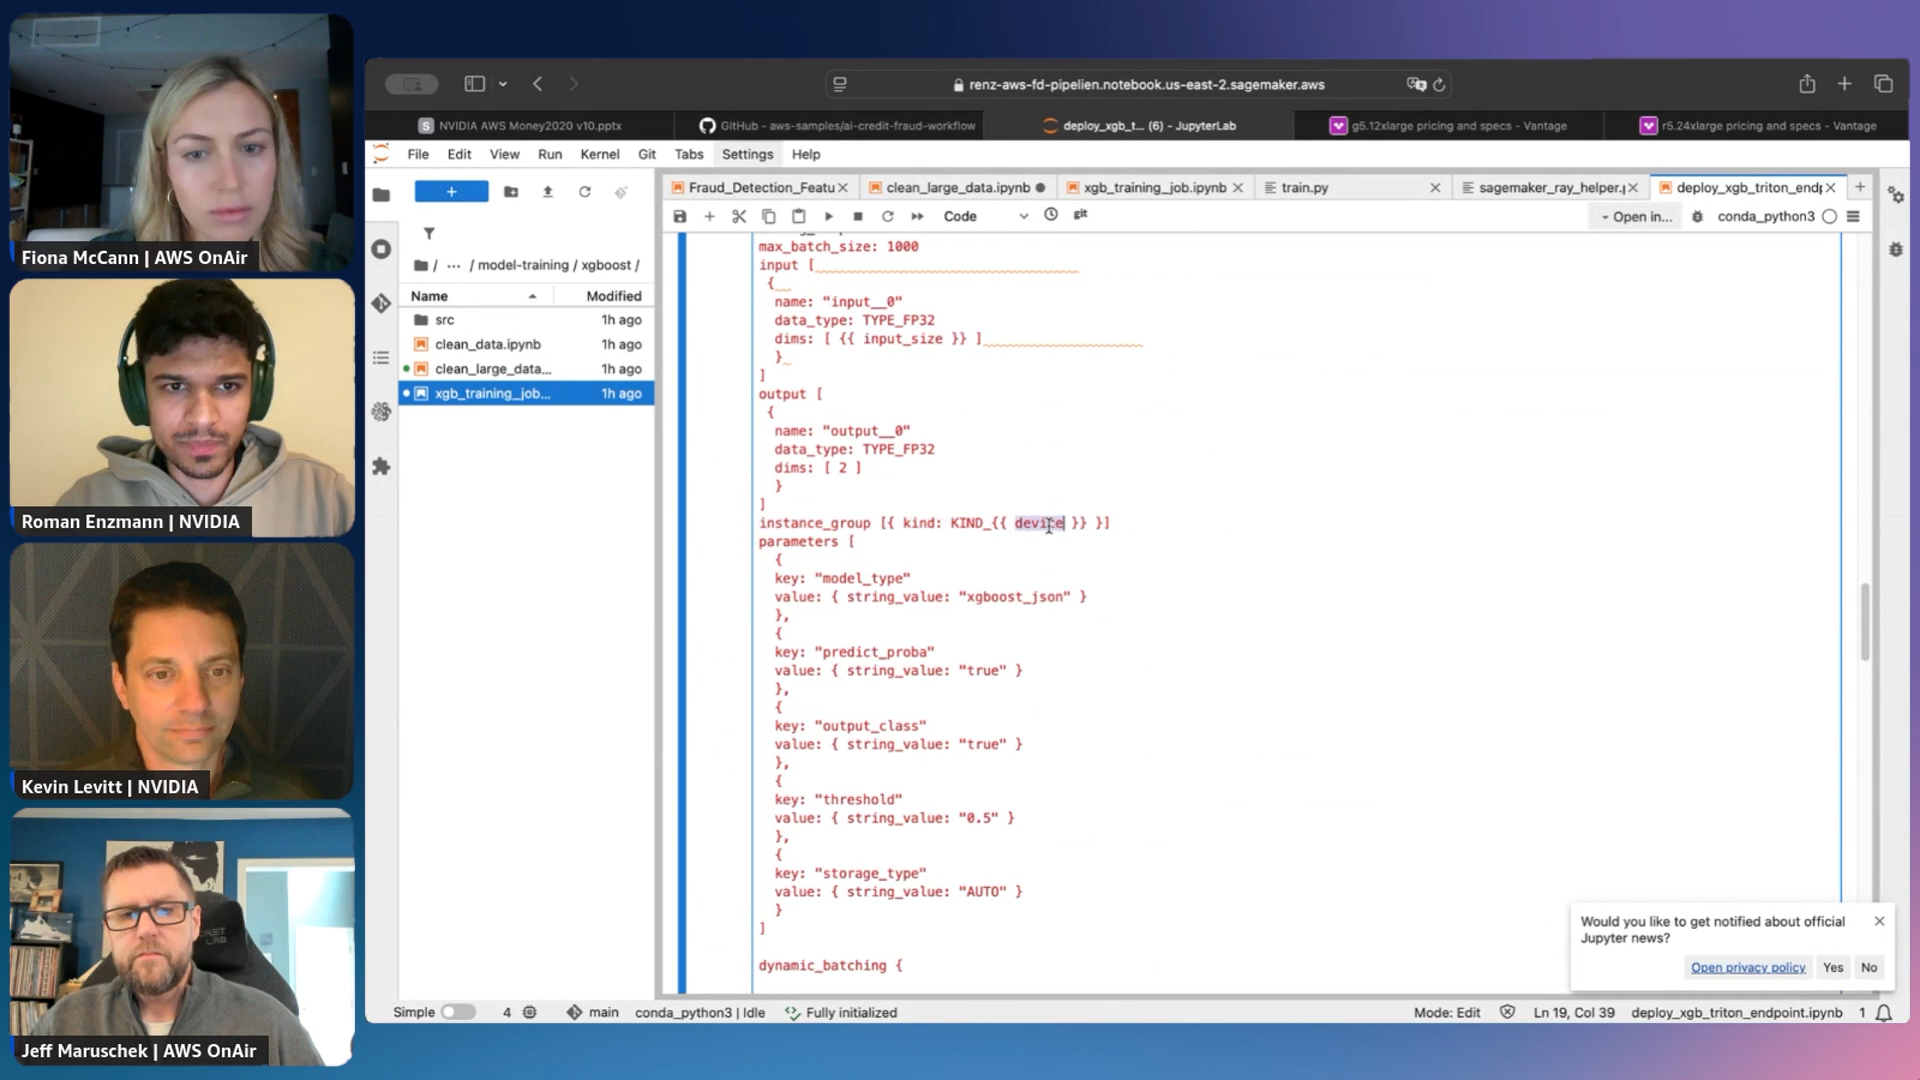 Fiona McCann | AWS OnAir
Roman Enzmann | NVIDIA
Kevin Levitt | NVIDIA
Jeff Maruschek | AWS OnAir
renz-aws-fd-pipelien.notebook.us-east-2.sagemaker.aws
S NVIDIA AWS Money2020 v10.pptx
GitHub - aws-samples/ai-credit-fraud-workflow
deploy_xgb_t... (6) - JupyterLab
g5.12xlarge pricing and specs - Vantage
r5.24xlarge pricing and specs - Vantage
File Edit View Run Kernel Git Tabs Settings Help
Fraud_Detection_Featu
clean_large_data.ipynb
xgb_training_job.ipynb
train.py
sagemaker_ray_helper.p
deploy_xgb_triton_endp
Code
git
Open in...
conda_python3
/ ... / model-training / xgboost /
Name Modified
src 1h ago
clean_data.ipynb 1h ago
clean_large_data... 1h ago
xgb_training_job... 1h ago
max_batch_size: 1000
input [
{
name: "input__0"
data_type: TYPE_FP32
dims: [ {{ input_size }} ]
}
]
output [
{
name: "output__0"
data_type: TYPE_FP32
dims: [ 2 ]
}
]
instance_group [{ kind: KIND_{{ device }} }]
parameters [
{
key: "model_type"
value: { string_value: "xgboost_json" }
},
{
key: "predict_proba"
value: { string_value: "true" }
},
{
key: "output_class"
value: { string_value: "true" }
},
{
key: "threshold"
value: { string_value: "0.5" }
},
{
key: "storage_type"
value: { string_value: "AUTO" }
}
]
dynamic_batching {
Would you like to get notified about official
Jupyter news?
Open privacy policy Yes No
Simple 4 main conda_python3 | Idle Fully initialized Mode: Edit Ln 19, Col 39 deploy_xgb_triton_endpoint.ipynb 1